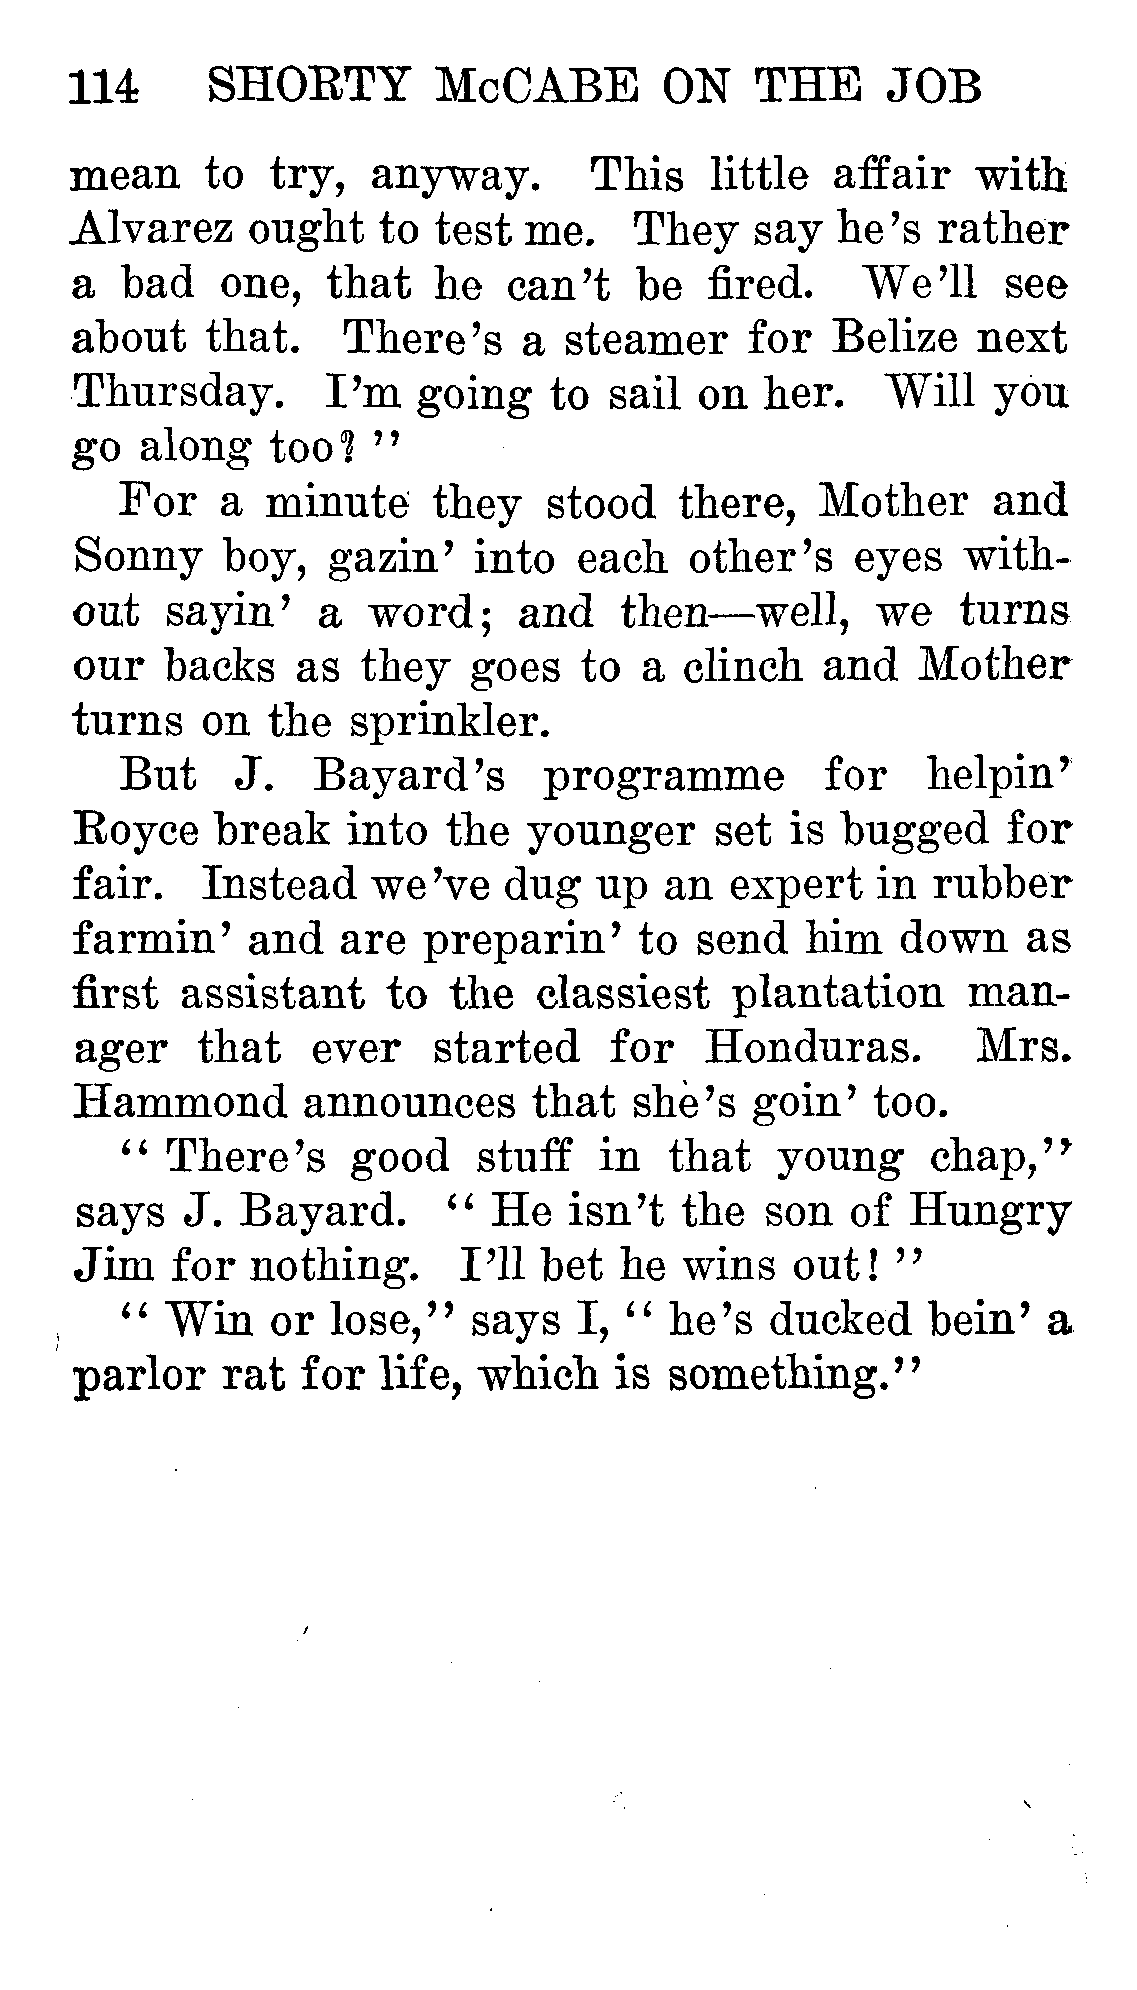 114 SHORTY McCABE ON THE JOB
mean to try, anyway. This little affair with
Alvarez ought to test me. They say he's rather
a bad one, that he can't be fired. We'll see
about that. There's a steamer for Belize next
Thursday. I'm going to sail on her. Will you
go along too?"
For a minute they stood there, Mother and
Sonny boy, gazin' into each other's eyes with-
out sayin' a word; and then—well, we turns
our backs as they goes to a clinch and Mother
turns on the sprinkler.
But J. Bayard's programme for helpin'
Royce break into the younger set is bugged for
fair. Instead we've dug up an expert in rubber
farmin' and are preparin' to send him down as
first assistant to the classiest plantation man-
ager that ever started for Honduras. Mrs.
Hammond announces that she's goin' too.
"There's good stuff in that young chap,"
says J. Bayard. "He isn't the son of Hungry
Jim for nothing. I'll bet he wins out!"
"Win or lose," says I, "he's ducked bein' a
parlor rat for life, which is something."